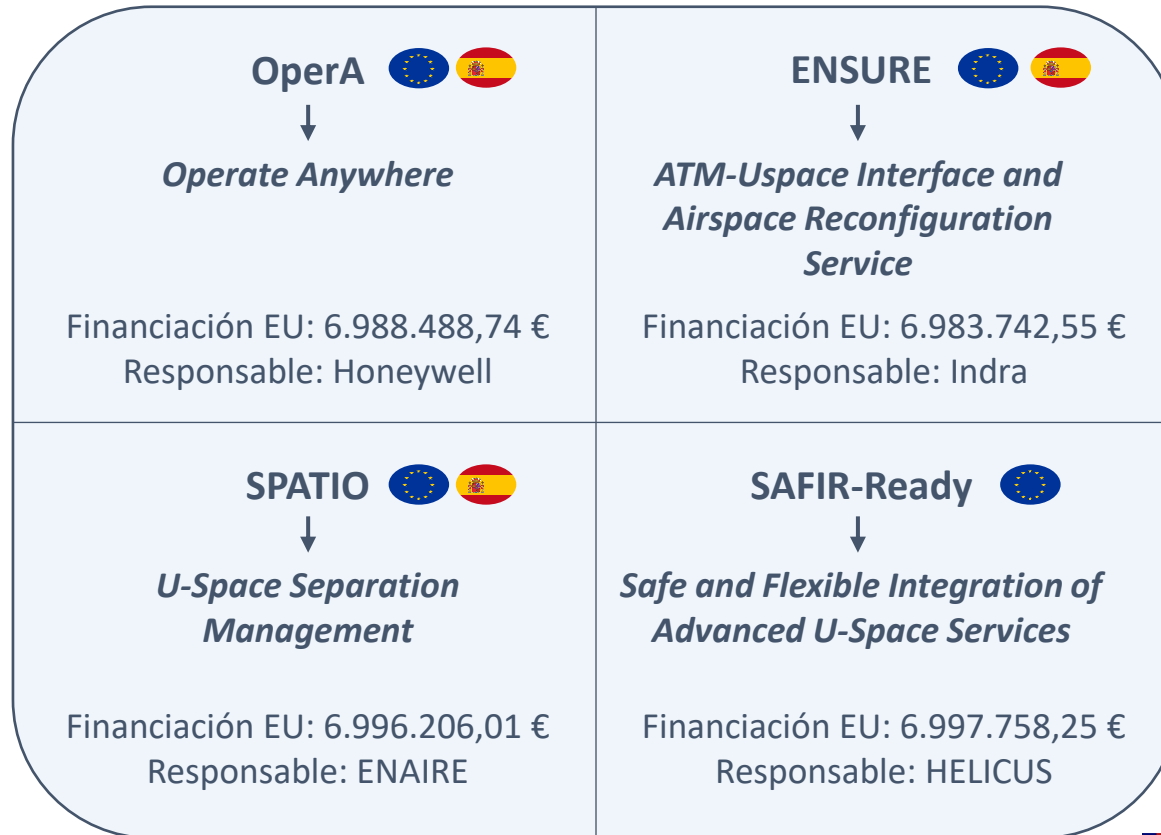 OperA
Operate Anywhere
Financiación EU: 6.988.488,74 €
Responsable: Honeywell
ENSURE
ATM-Uspace Interface and
Airspace Reconfiguration
Service
Financiación EU: 6.983.742,55 €
Responsable: Indra
SPATIO
U-Space Separation
Management
Financiación EU: 6.996.206,01 €
Responsable: ENAIRE
SAFIR-Ready
Safe and Flexible Integration of
Advanced U-Space Services
Financiación EU: 6.997.758,25 €
Responsable: HELICUS